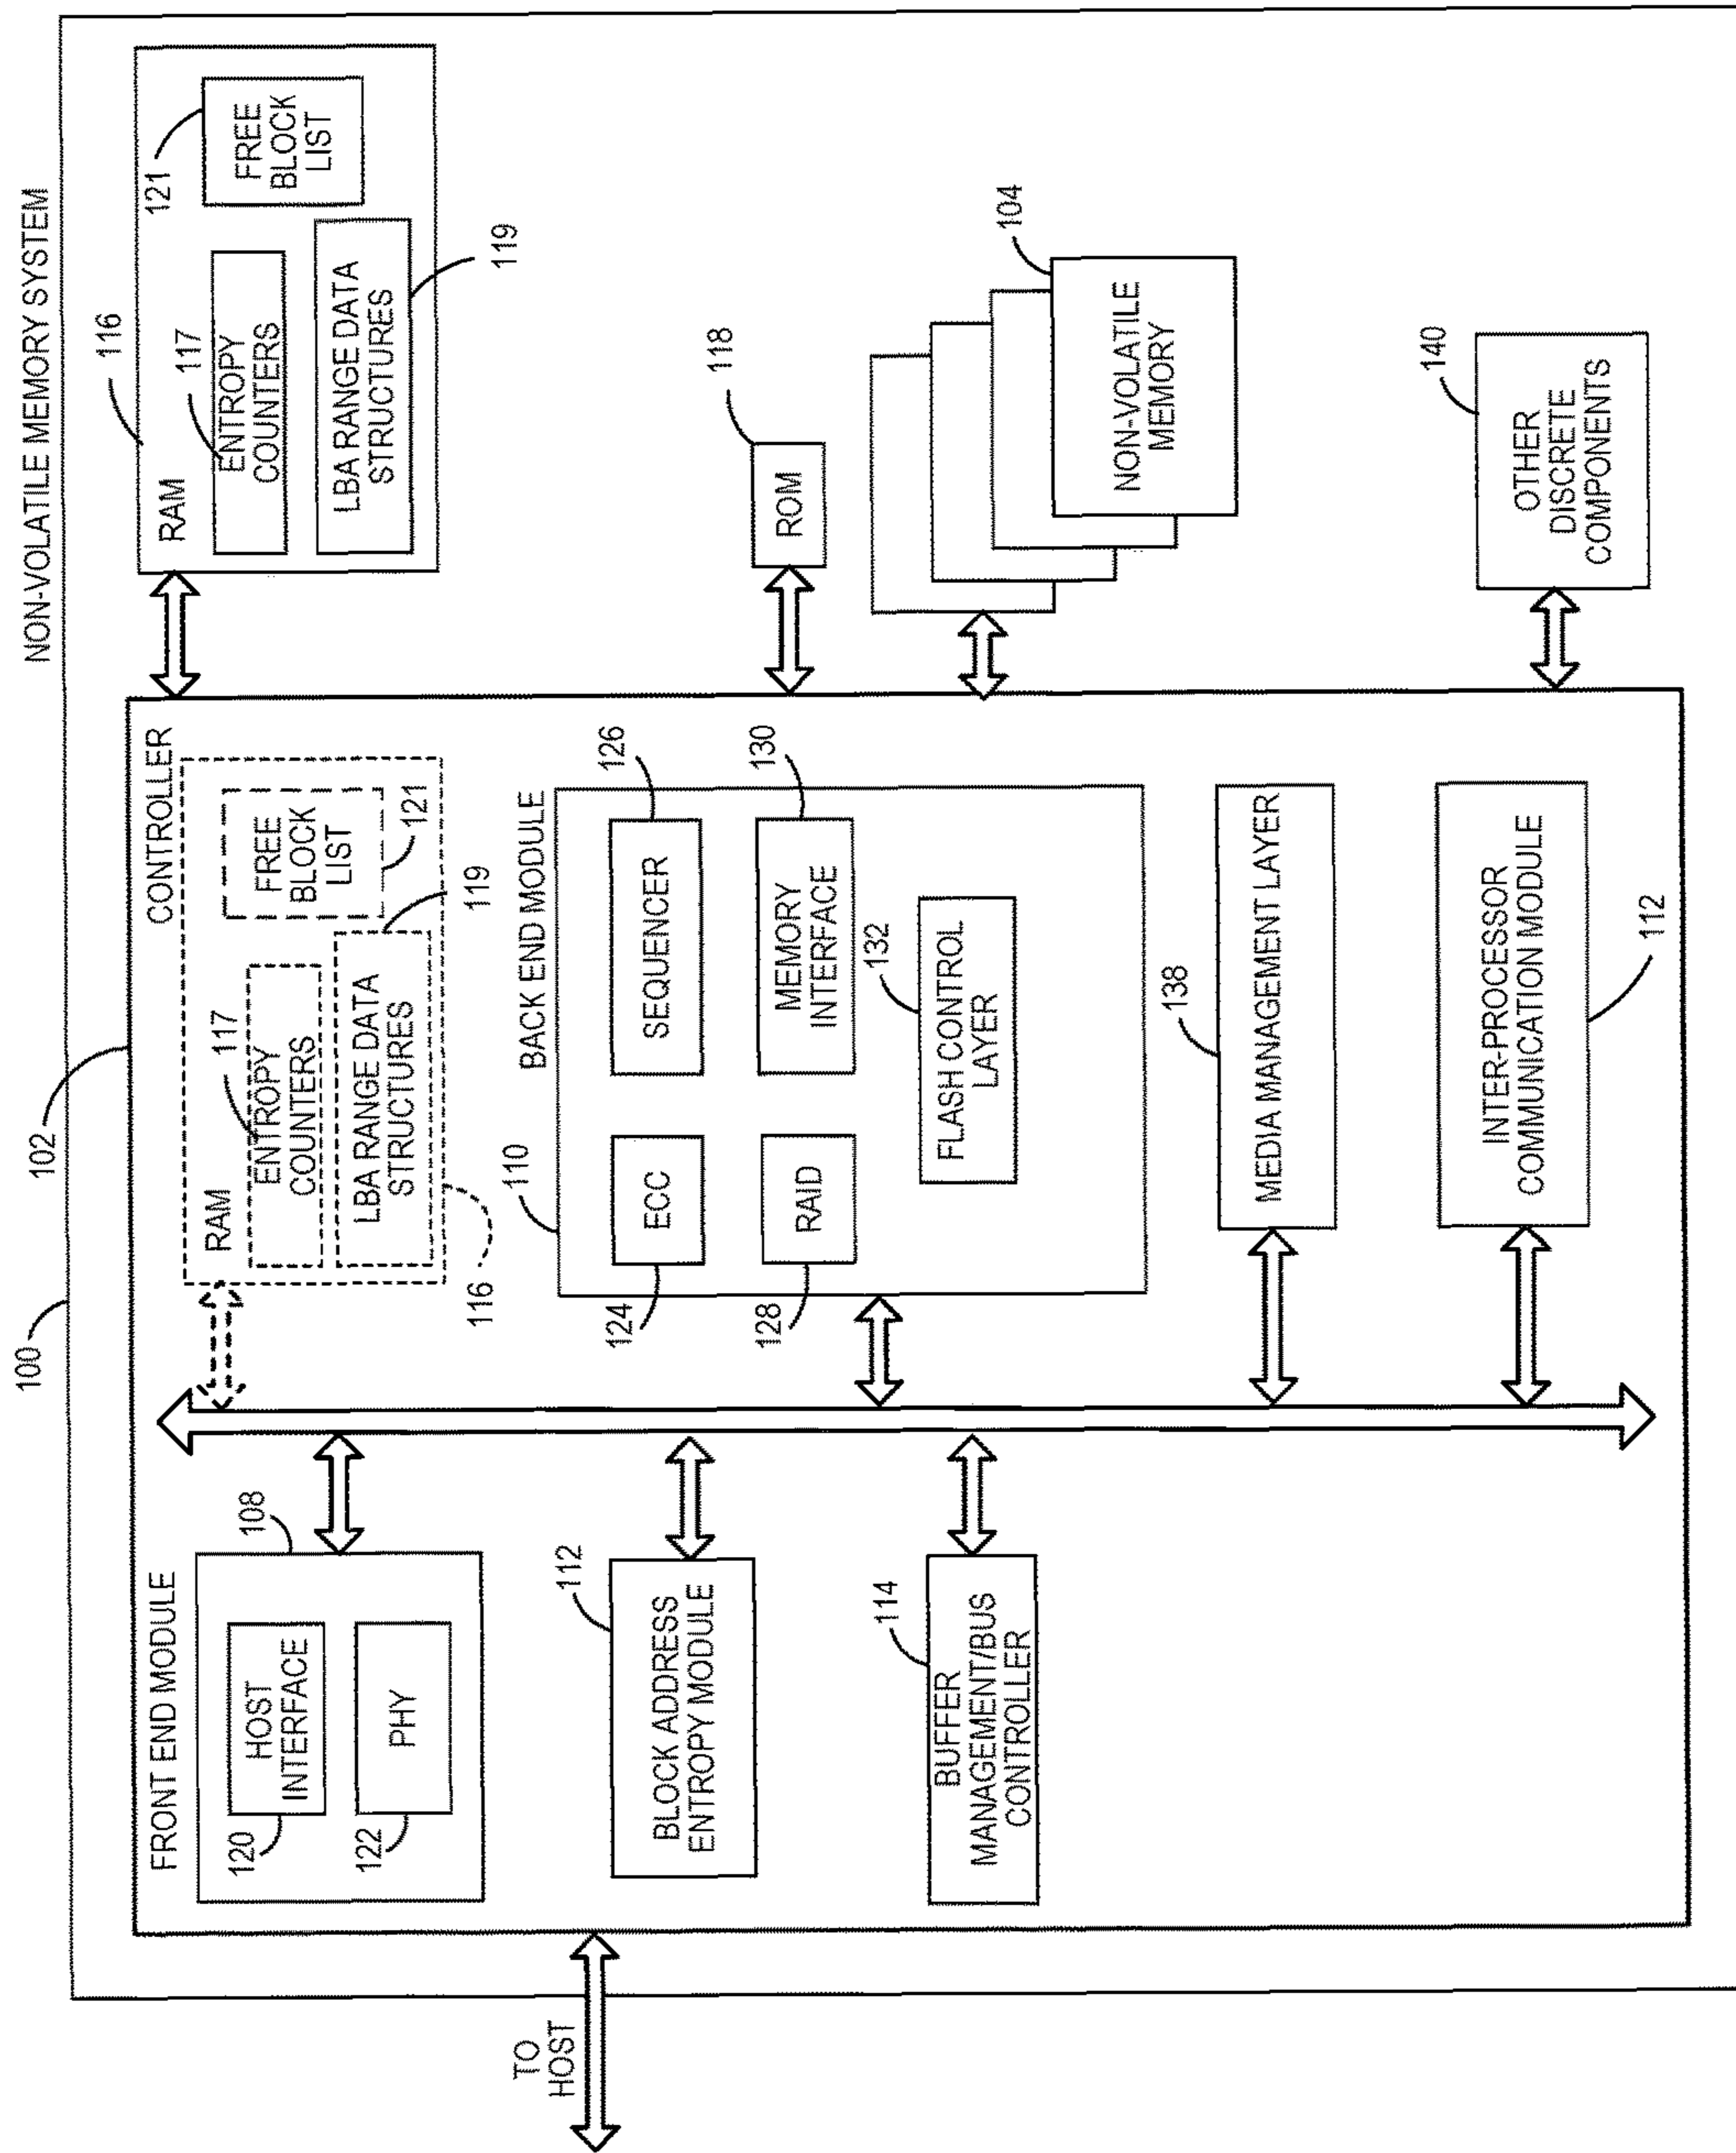 NON-VOLATILE MEMORY SYSTEM
100
102
CONTROLLER
TO
HOST
FRONT END MODULE
108
HOST
INTERFACE
120
PHY
122
112
BLOCK ADDRESS
ENTROPY MODULE
114
BUFFER
MANAGEMENT/BUS
CONTROLLER
RAM
117
ENTROPY
COUNTERS
FREE
BLOCK
LIST
121
LBA RANGE DATA
STRUCTURES
119
116
110
BACK END MODULE
ECC
124
SEQUENCER
126
RAID
128
MEMORY
INTERFACE
130
132
FLASH CONTROL
LAYER
MEDIA MANAGEMENT LAYER
138
INTER-PROCESSOR
COMMUNICATION MODULE
112
116
RAM
117
ENTROPY
COUNTERS
121
FREE
BLOCK
LIST
LBA RANGE DATA
STRUCTURES
119
118
ROM
104
NON-VOLATILE
MEMORY
140
OTHER
DISCRETE
COMPONENTS